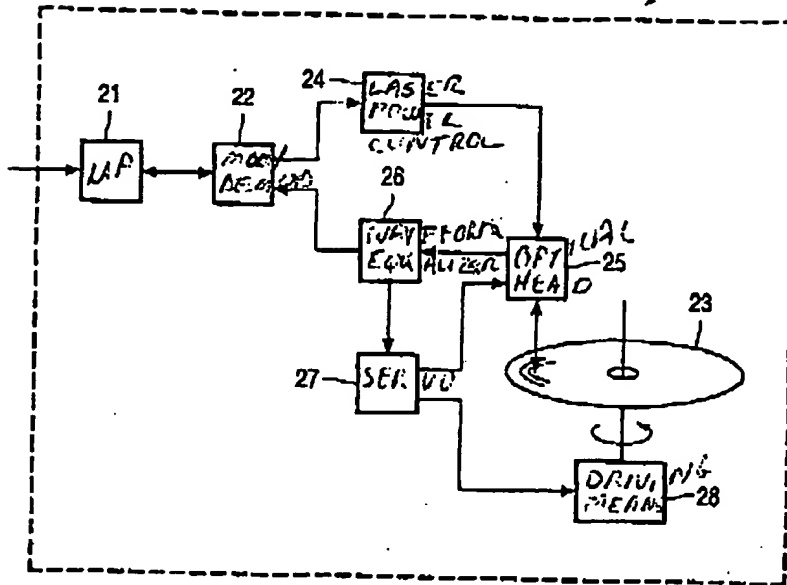 21
μP
22
MOD/
DEMOD
24
LASER
POWER
CONTROL
26
WAVEFORM
EQUALIZER
OPTICAL
HEAD
25
23
27
SERVO
DRIVING
MEANS
28